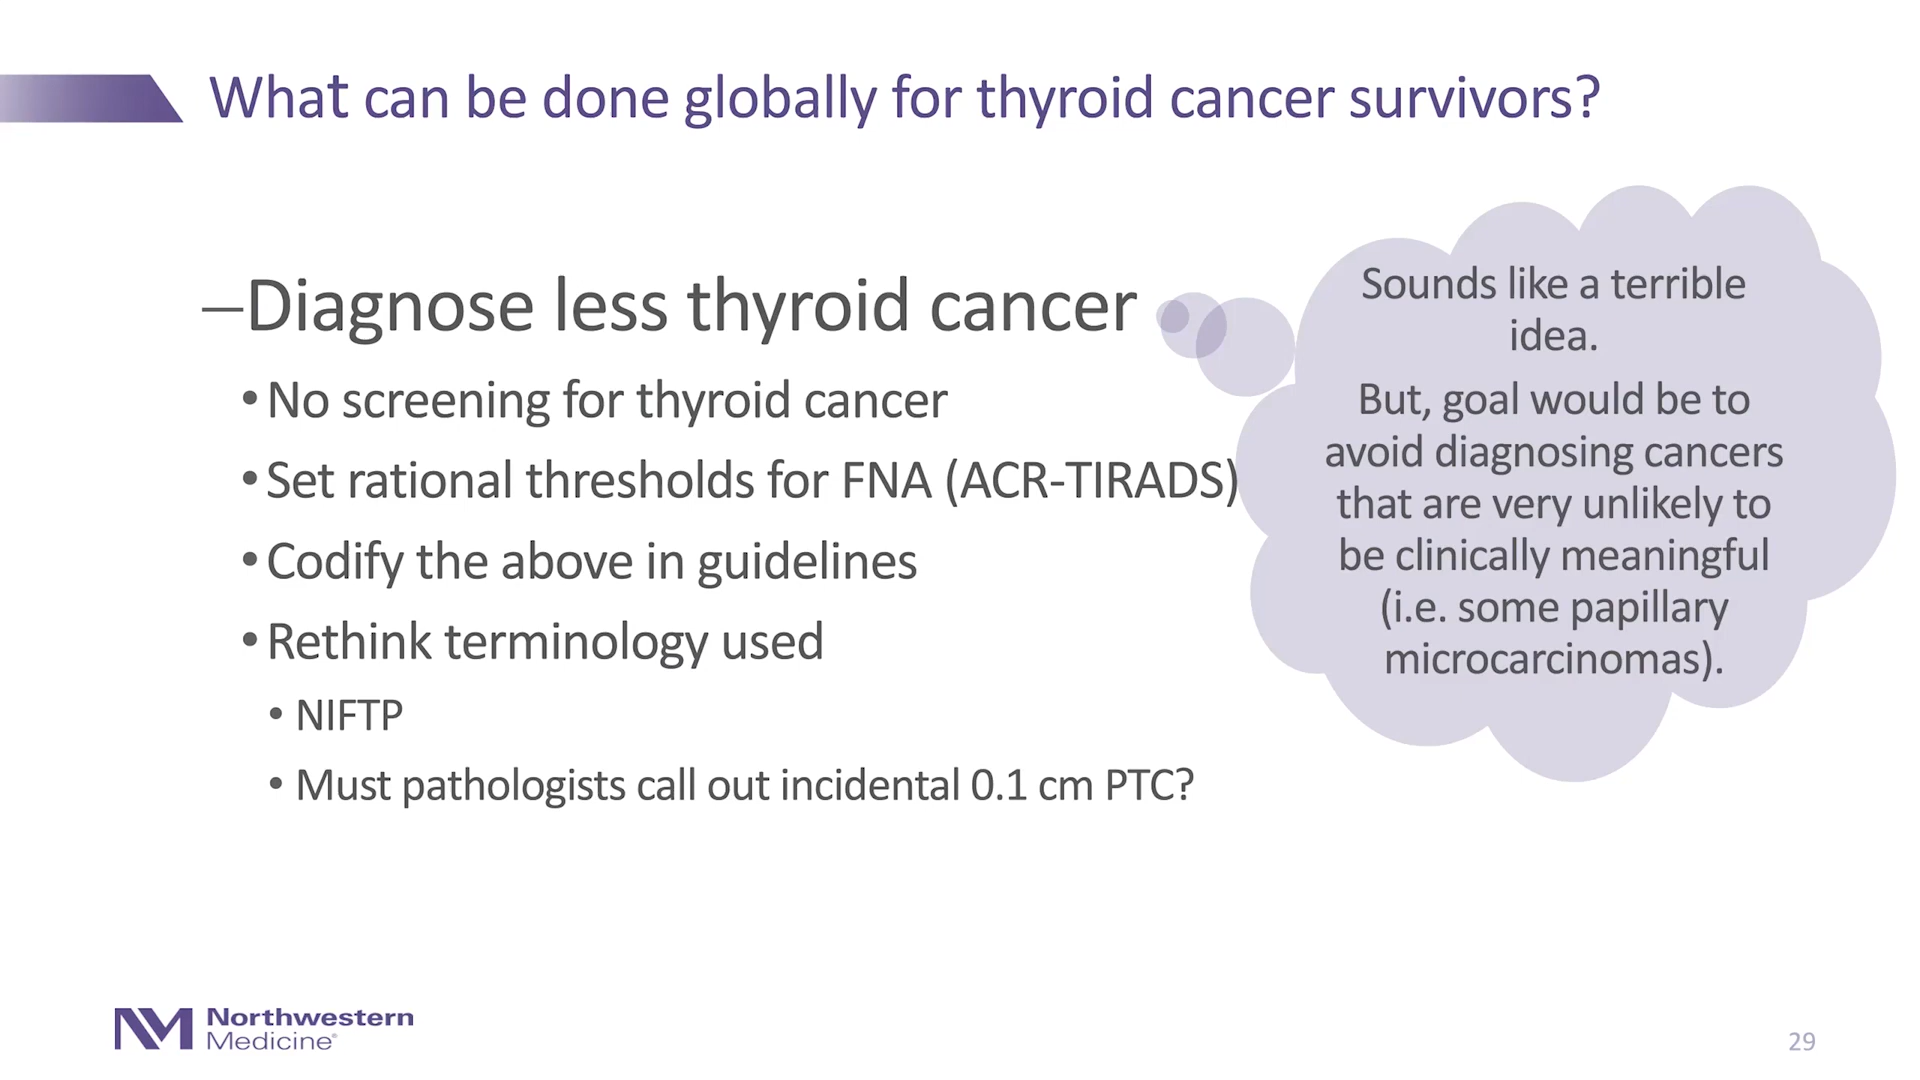 What can be done globally for thyroid cancer survivors?
–Diagnose less thyroid cancer
•No screening for thyroid cancer
•Set rational thresholds for FNA (ACR-TIRADS)
•Codify the above in guidelines
•Rethink terminology used
• NIFTP
• Must pathologists call out incidental 0.1 cm PTC?
Sounds like a terrible
idea.
But, goal would be to
avoid diagnosing cancers
that are very unlikely to
be clinically meaningful
(i.e. some papillary
microcarcinomas).
NM
Northwestern
Medicine®
29